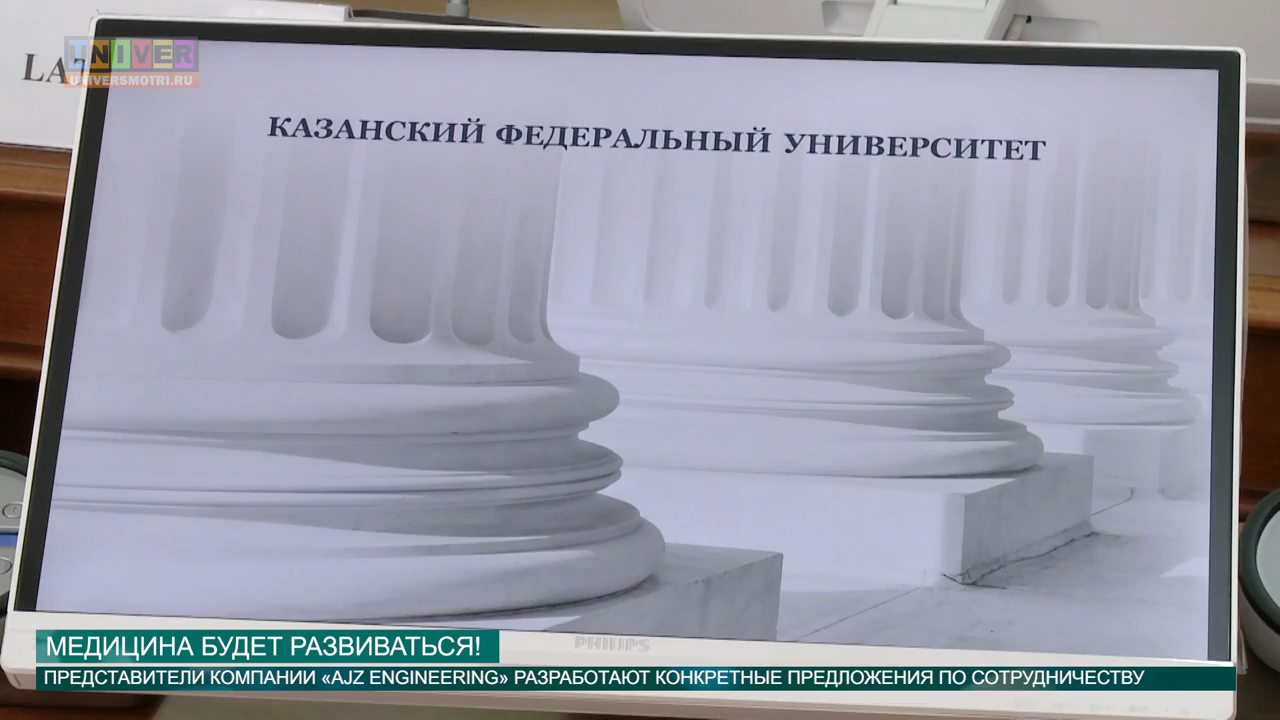 UNIVER
UNIVERSMOTRI.RU
КАЗАНСКИЙ ФЕДЕРАЛЬНЫЙ УНИВЕРСИТЕТ
PHILIPS
МЕДИЦИНА БУДЕТ РАЗВИВАТЬСЯ!
ПРЕДСТАВИТЕЛИ КОМПАНИИ «AJZ ENGINEERING» РАЗРАБОТАЮТ КОНКРЕТНЫЕ ПРЕДЛОЖЕНИЯ ПО СОТРУДНИЧЕСТВУ